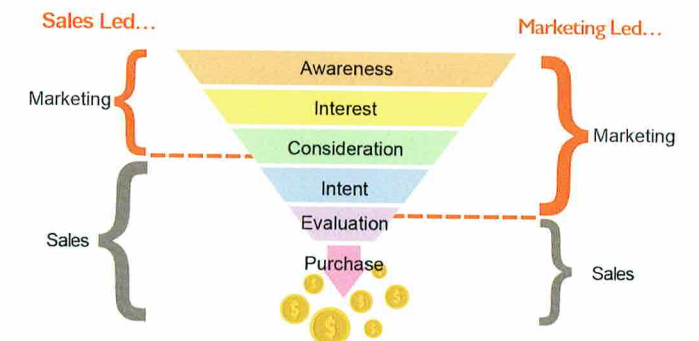 Sales Led...
Marketing Led...
Awareness
Marketing
Interest
Marketing
Consideration
Intent
Evaluation
Sales
Purchase
Sales
$
$
$
$
$
$